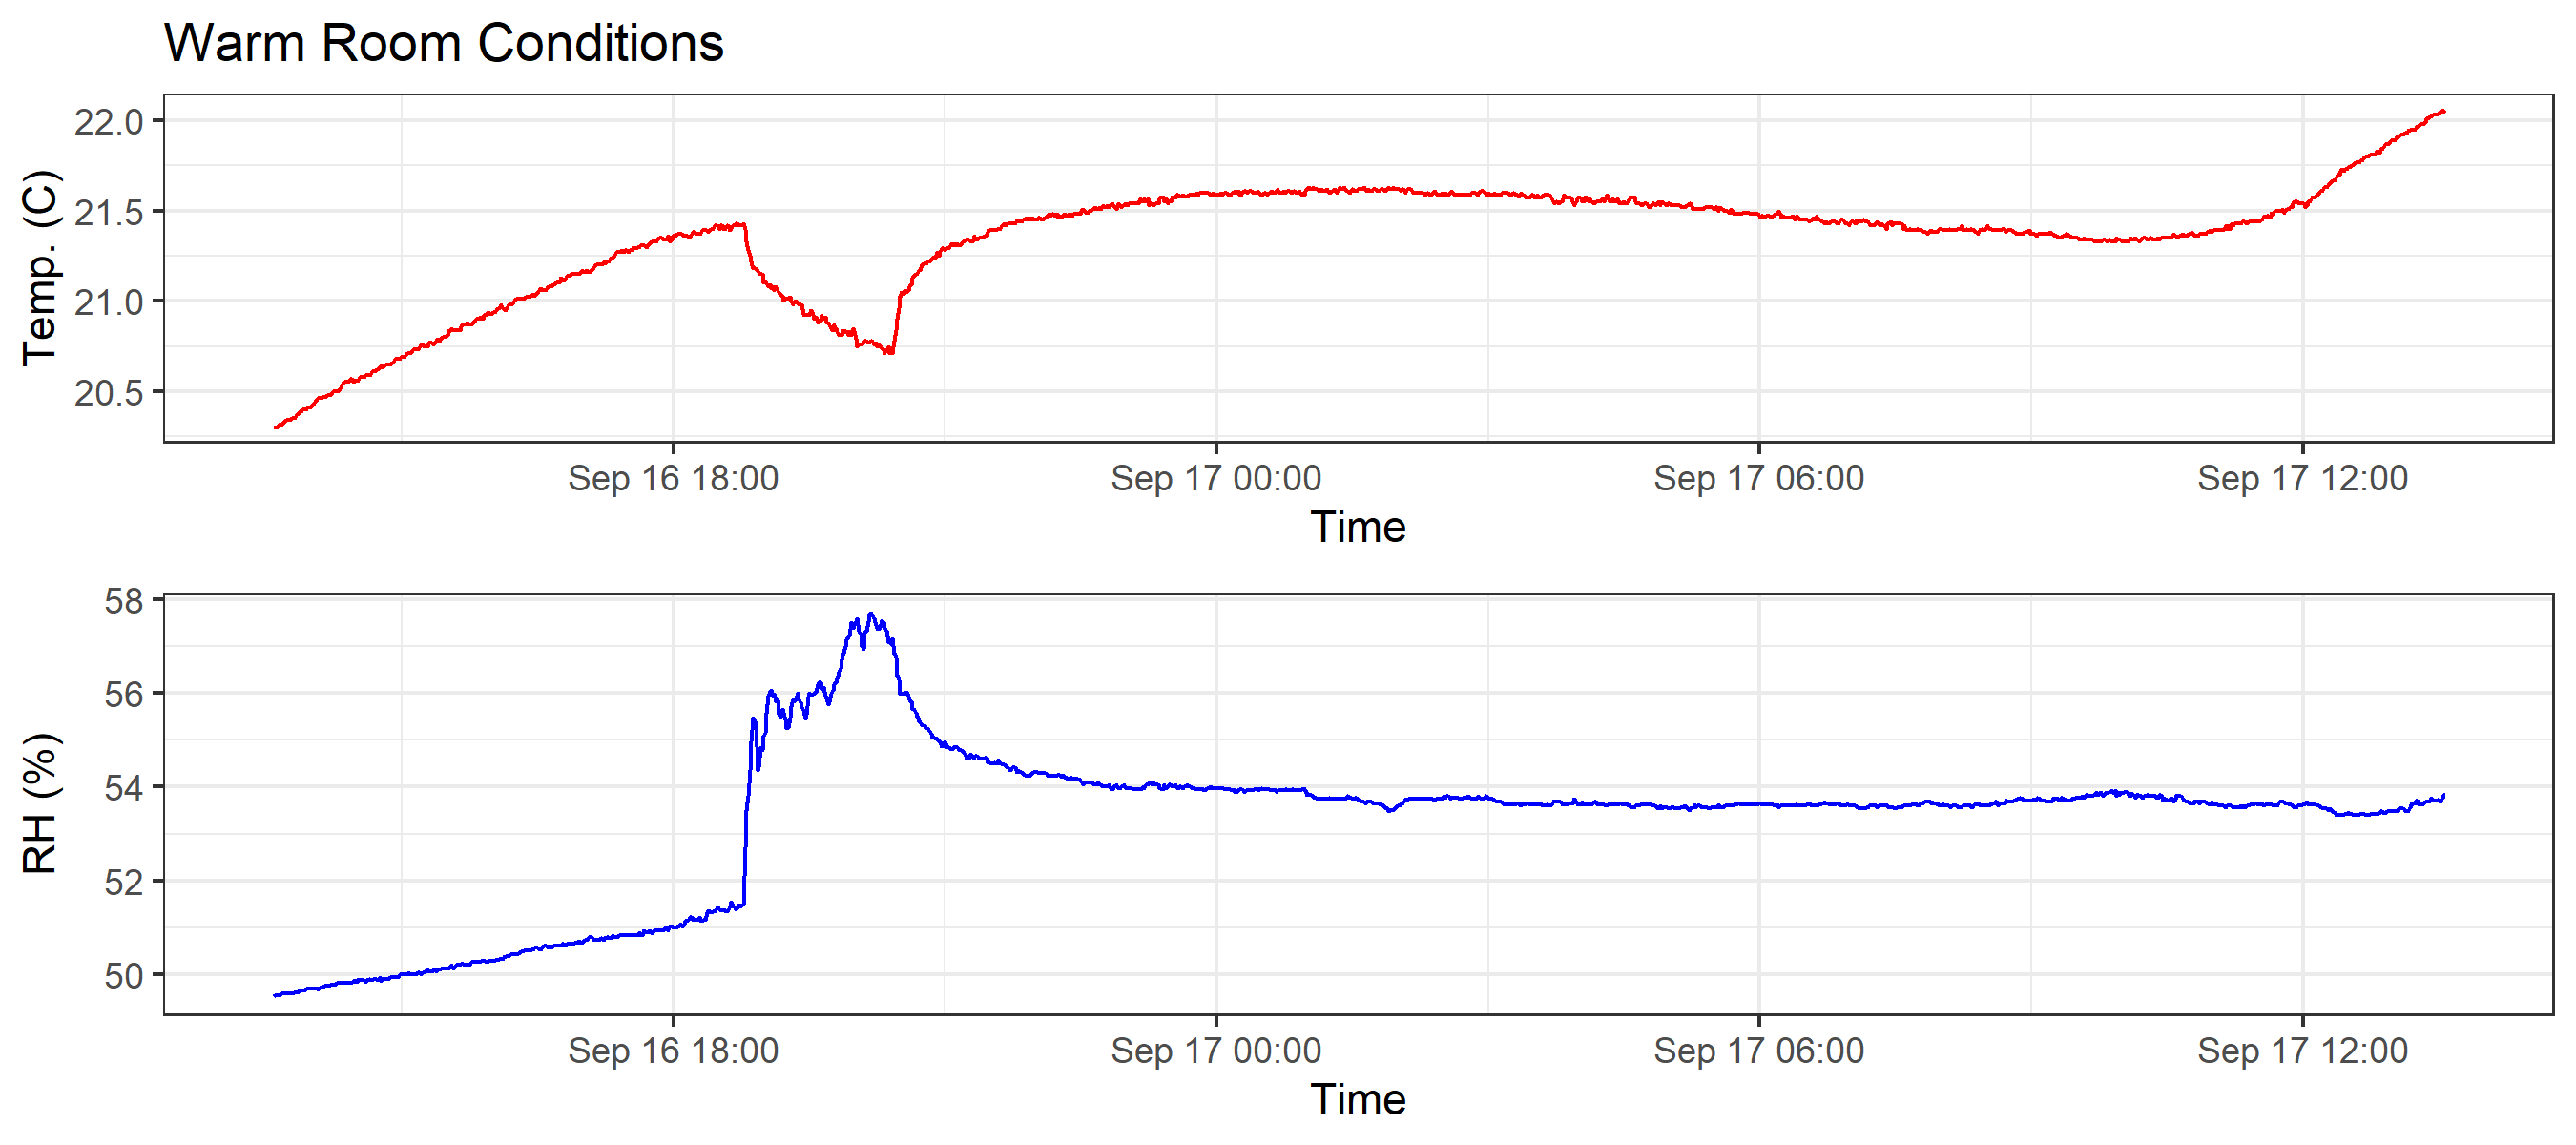 Warm Room Conditions
Temp. (C)
22.0
21.5
21.0
20.5
Sep 16 18:00 Sep 17 00:00 Sep 17 06:00 Sep 17 12:00
Time
RH (%)
58
56
54
52
50
Sep 16 18:00 Sep 17 00:00 Sep 17 06:00 Sep 17 12:00
Time